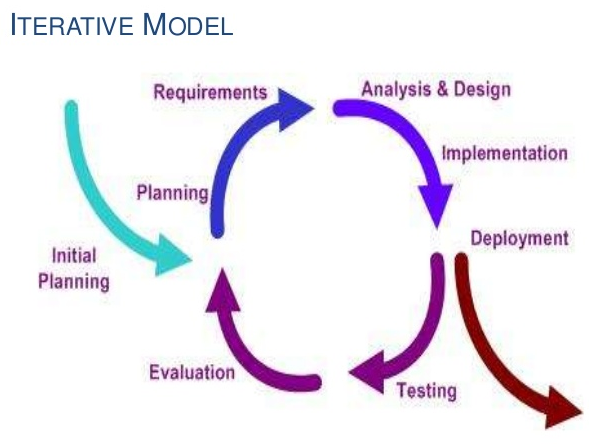 ITERATIVE MODEL
Requirements
Analysis & Design
Implementation
Planning
Deployment
Initial
Planning
Evaluation
Testing